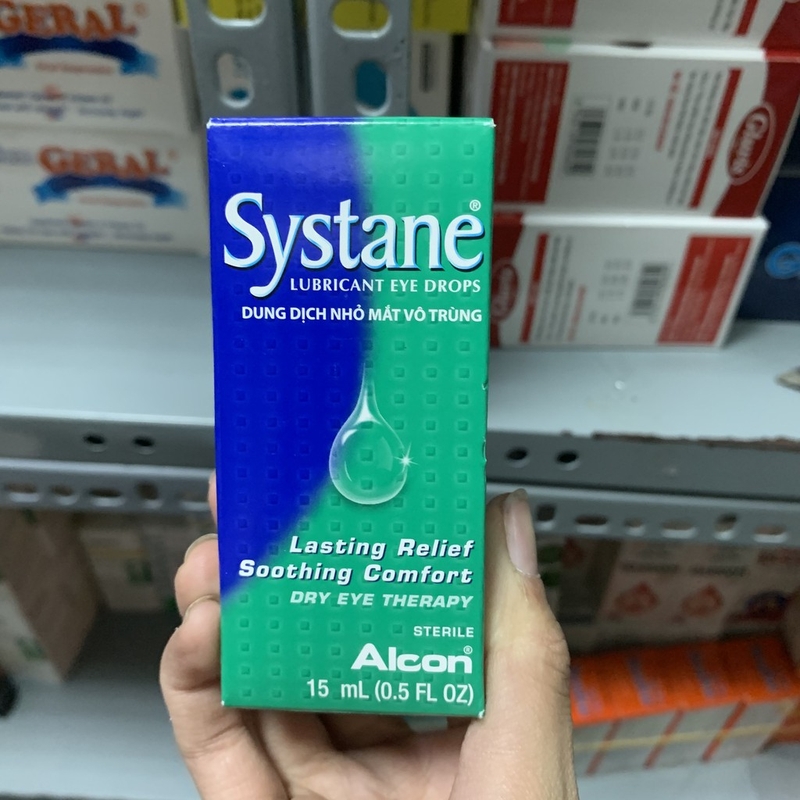 GERAL
GERAL
Systane®
LUBRICANT EYE DROPS
DUNG DỊCH NHỎ MẮT VÔ TRÙNG
Lasting Relief
Soothing Comfort
DRY EYE THERAPY
STERILE
Alcon®
15 mL (0.5 FL OZ)